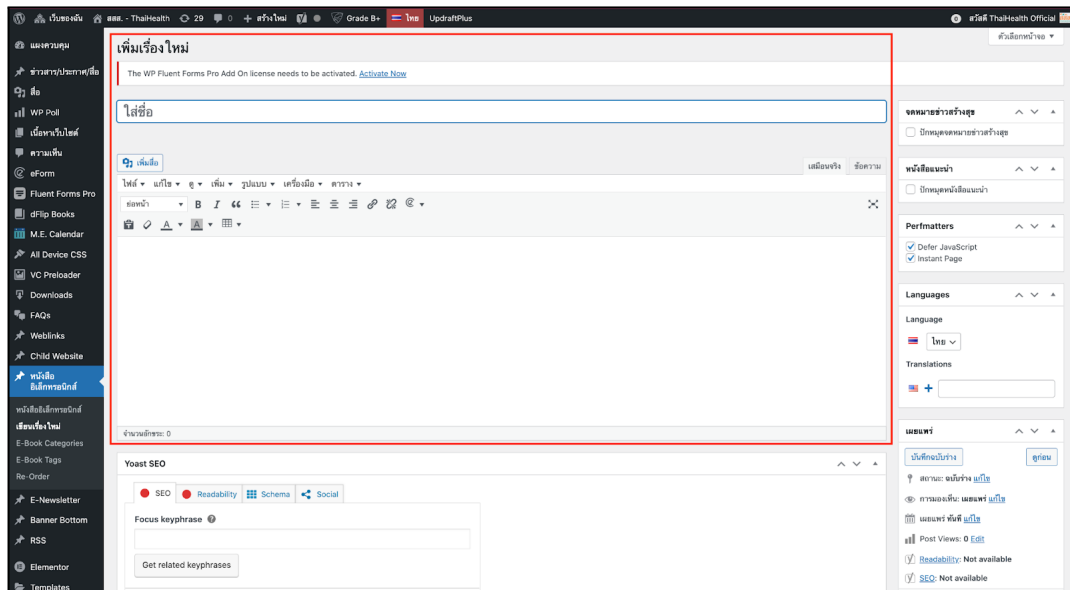 เว็บของฉัน สสส. - ThaiHealth 29 0 + สร้างใหม่ Grade B+ ไทย UpdraftPlus สวัสดี ThaiHealth Official
ตัวเลือกหน้าจอ
แผงควบคุม
ข่าวสาร/ประกาศ/สื่อ
สื่อ
WP Poll
เนื้อหาเว็บไซต์
ความเห็น
eForm
Fluent Forms Pro
dFlip Books
M.E. Calendar
All Device CSS
VC Preloader
Downloads
FAQs
Weblinks
Child Website
หนังสือ
อิเล็กทรอนิกส์
หนังสืออิเล็กทรอนิกส์
เขียนเรื่องใหม่
E-Book Categories
E-Book Tags
Re-Order
E-Newsletter
Banner Bottom
RSS
Elementor
Templates
เพิ่มเรื่องใหม่
The WP Fluent Forms Pro Add On license needs to be activated. Activate Now
ใส่ชื่อ
เพิ่มสื่อ
เสมือนจริง ข้อความ
ไฟล์ แก้ไข ดู เพิ่ม รูปแบบ เครื่องมือ ตาราง
ย่อหน้า B I
A A
จำนวนอักขระ: 0
Yoast SEO
SEO Readability Schema Social
Focus keyphrase
Get related keyphrases
จดหมายข่าวสร้างสุข
ปักหมุดจดหมายข่าวสร้างสุข
หนังสือแนะนำ
ปักหมุดหนังสือแนะนำ
Perfmatters
Defer JavaScript
Instant Page
Languages
Language
ไทย
Translations
เผยแพร่
บันทึกฉบับร่าง ดูก่อน
สถานะ: ฉบับร่าง แก้ไข
การมองเห็น: เผยแพร่ แก้ไข
เผยแพร่ ทันที แก้ไข
Post Views: 0 Edit
Readability: Not available
SEO: Not available